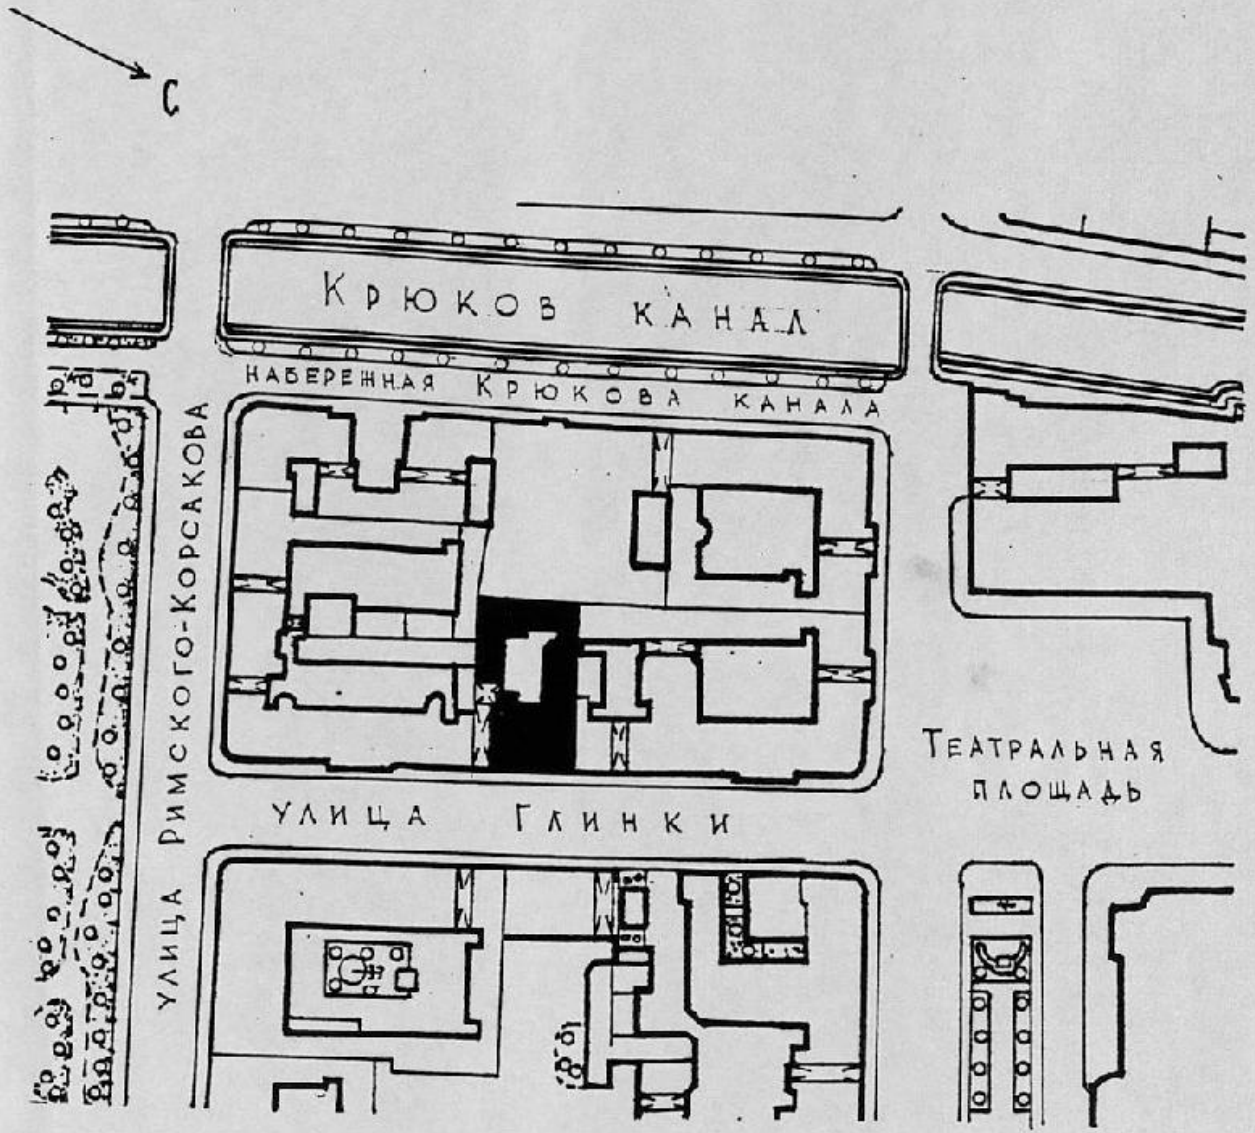 С
КРЮКОВ КАНАЛ
НАБЕРЕЖНАЯ КРЮКОВА КАНАЛА
УЛИЦА РИМСКОГО-КОРСАКОВА
ТЕАТРАЛЬНАЯ
ПЛОЩАДЬ
УЛИЦА ГЛИНКИ